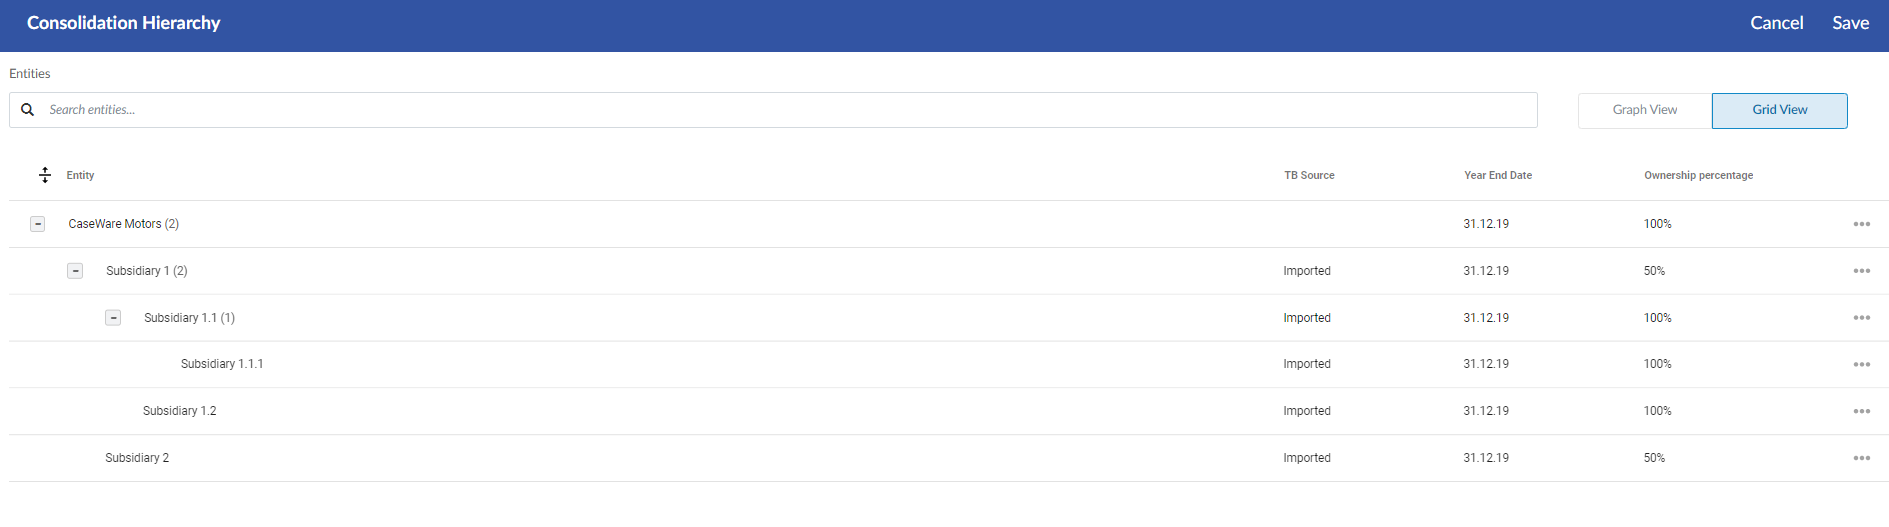 Consolidation Hierarchy Cancel Save
Entities
Search entities... Graph View Grid View
Entity TB Source Year End Date Ownership percentage
CaseWare Motors (2) 31.12.19 100%
Subsidiary 1 (2) Imported 31.12.19 50%
Subsidiary 1.1 (1) Imported 31.12.19 100%
Subsidiary 1.1.1 Imported 31.12.19 100%
Subsidiary 1.2 Imported 31.12.19 100%
Subsidiary 2 Imported 31.12.19 50%